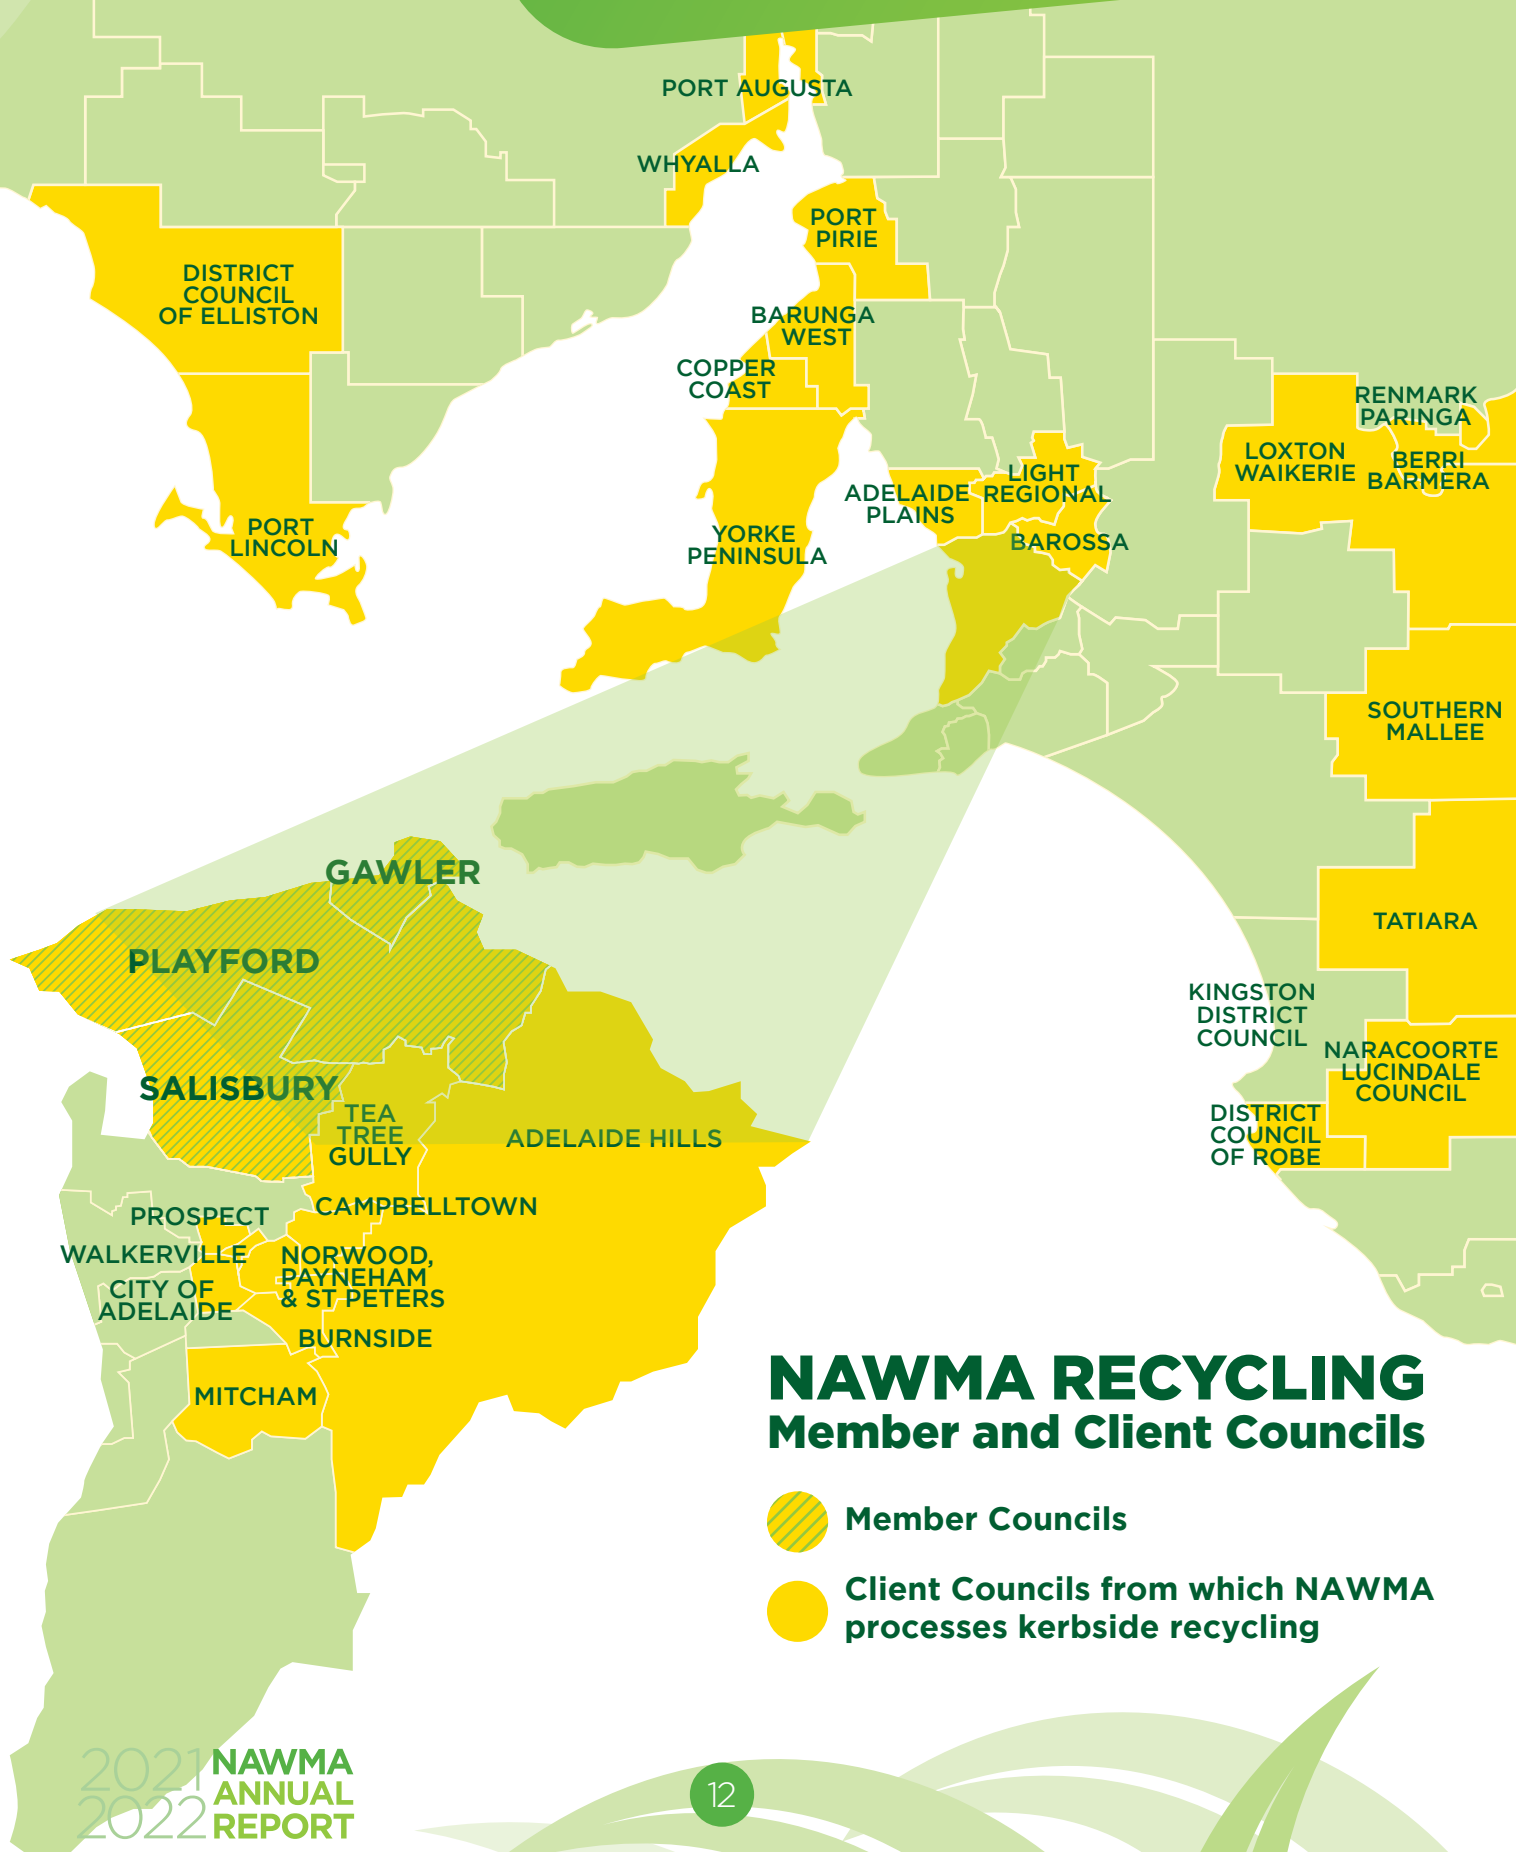 PORT AUGUSTA
WHYALLA
PORT
PIRIE
DISTRICT
COUNCIL
OF ELLISTON
BARUNGA
WEST
COPPER
COAST
RENMARK
PARINGA
LOXTON
WAIKERIE
BERRI
BARMERA
LIGHT
REGIONAL
ADELAIDE
PLAINS
PORT
LINCOLN
YORKE
PENINSULA
BAROSSA
SOUTHERN
MALLEE
GAWLER
TATIARA
PLAYFORD
KINGSTON
DISTRICT
COUNCIL
NARACOORTE
LUCINDALE
COUNCIL
SALISBURY
TEA
TREE
GULLY
ADELAIDE HILLS
DISTRICT
COUNCIL
OF ROBE
CAMPBELLTOWN
PROSPECT
WALKERVILLE
NORWOOD,
PAYNEHAM
& ST PETERS
CITY OF
ADELAIDE
BURNSIDE
MITCHAM
NAWMA RECYCLING
Member and Client Councils
Member Councils
Client Councils from which NAWMA
processes kerbside recycling
2021
2022
NAWMA
ANNUAL
REPORT
12